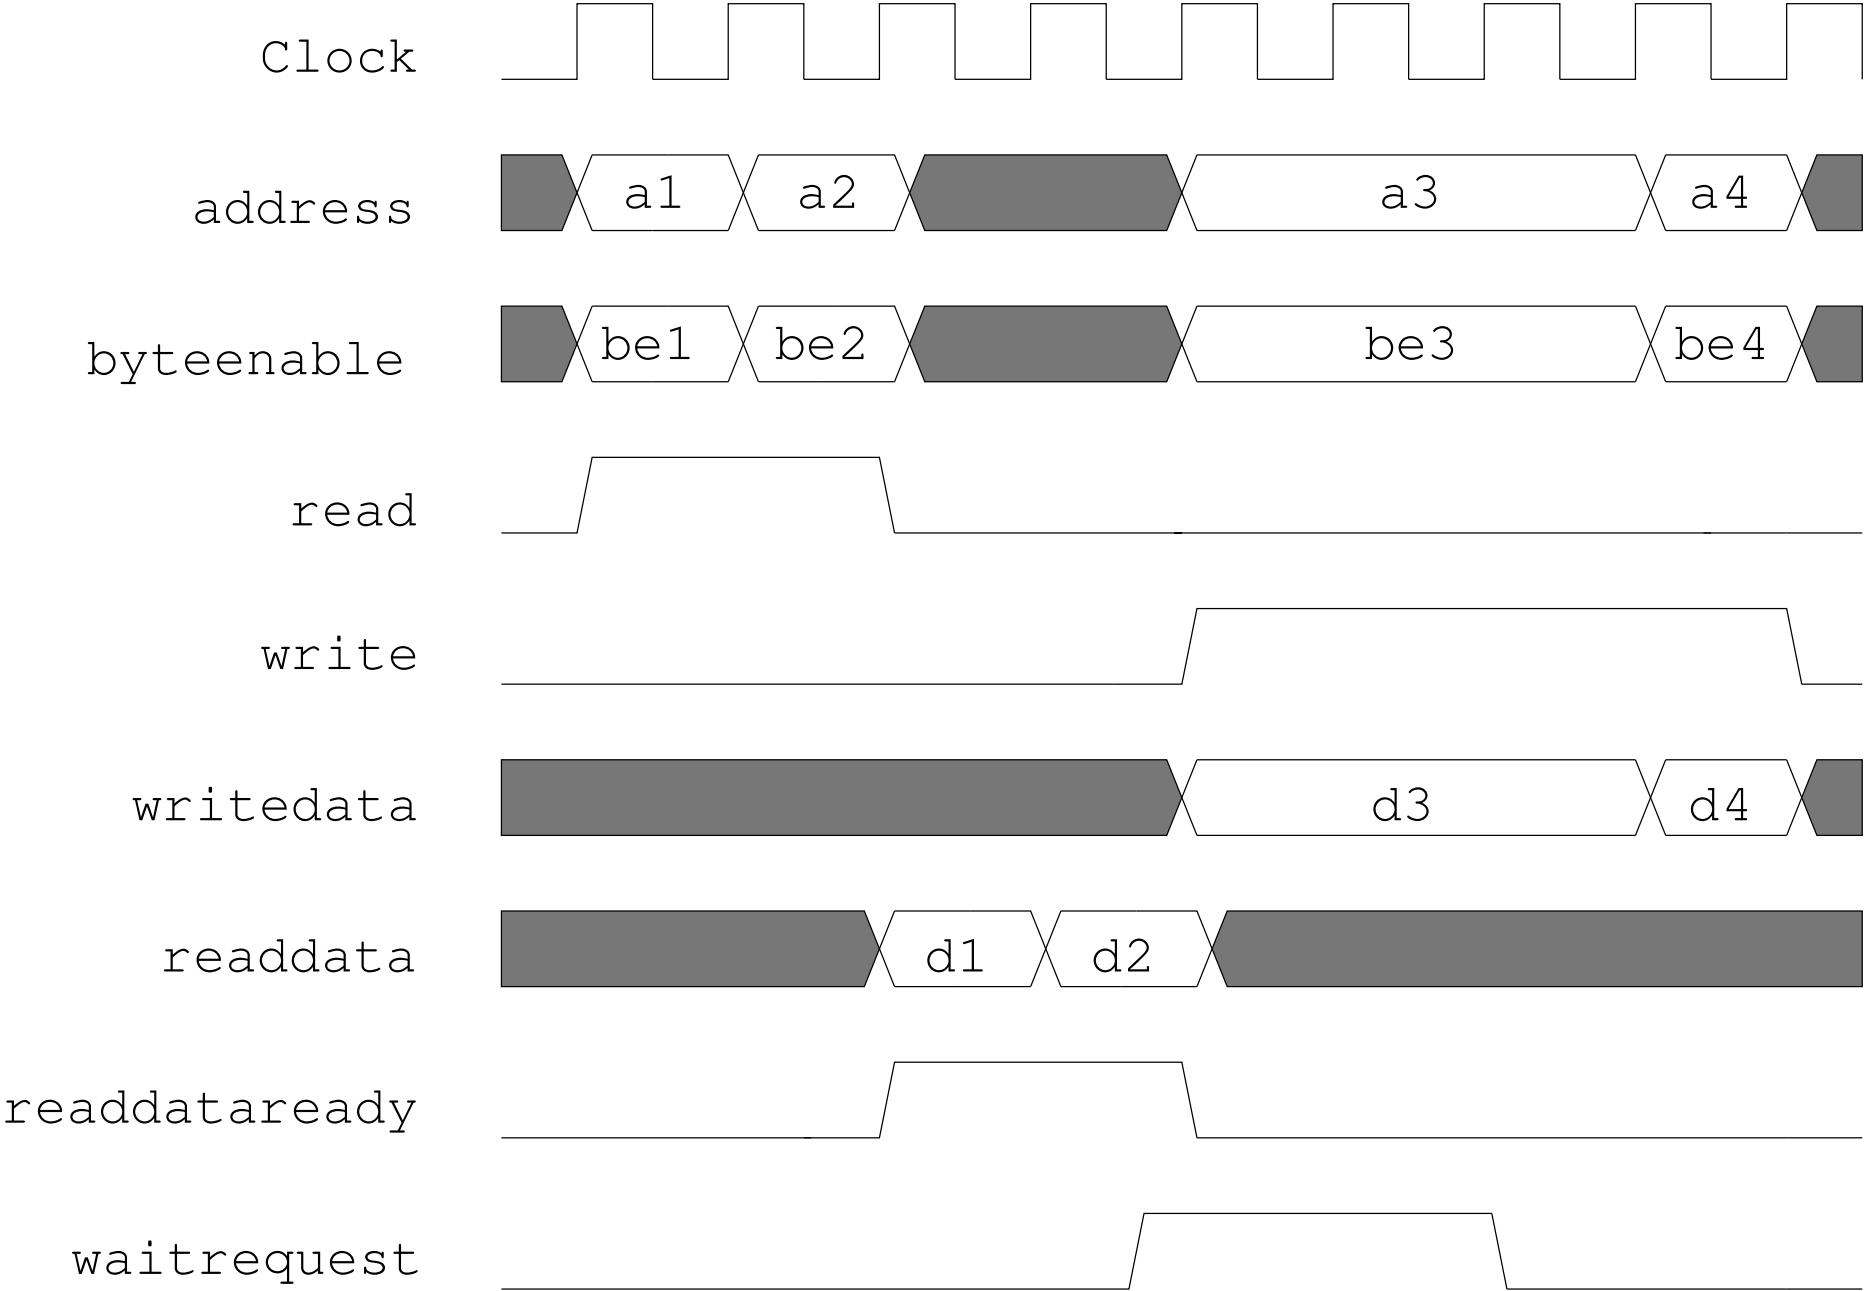 Clock
address a1 a2 a3 a4
byteenable be1 be2 be3 be4
read
write
writedata d3 d4
readdata d1 d2
readdataready
waitrequest